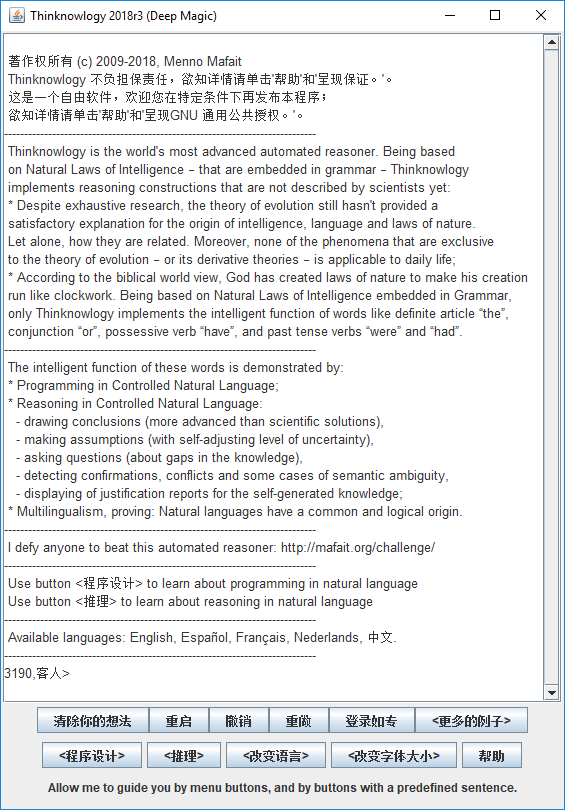 Thinknowlogy 2018r3 (Deep Magic)
著作权所有 (c) 2009-2018, Menno Mafait
Thinknowlogy 不负担保责任，欲知详情请单击'帮助'和'呈现保证。'。
这是一个自由软件，欢迎您在特定条件下再发布本程序；
欲知详情请单击'帮助'和'呈现GNU 通用公共授权。'。
------------------------------------------------------------------------------
Thinknowlogy is the world's most advanced automated reasoner. Being based
on Natural Laws of Intelligence – that are embedded in grammar – Thinknowlogy
implements reasoning constructions that are not described by scientists yet:
* Despite exhaustive research, the theory of evolution still hasn't provided a
satisfactory explanation for the origin of intelligence, language and laws of nature.
Let alone, how they are related. Moreover, none of the phenomena that are exclusive
to the theory of evolution – or its derivative theories – is applicable to daily life;
* According to the biblical world view, God has created laws of nature to make his creation
run like clockwork. Being based on Natural Laws of Intelligence embedded in Grammar,
only Thinknowlogy implements the intelligent function of words like definite article “the”,
conjunction “or”, possessive verb “have”, and past tense verbs “were” and “had”.
------------------------------------------------------------------------------
The intelligent function of these words is demonstrated by:
* Programming in Controlled Natural Language;
* Reasoning in Controlled Natural Language:
- drawing conclusions (more advanced than scientific solutions),
- making assumptions (with self-adjusting level of uncertainty),
- asking questions (about gaps in the knowledge),
- detecting confirmations, conflicts and some cases of semantic ambiguity,
- displaying of justification reports for the self-generated knowledge;
* Multilingualism, proving: Natural languages have a common and logical origin.
------------------------------------------------------------------------------
I defy anyone to beat this automated reasoner: http://mafait.org/challenge/
------------------------------------------------------------------------------
Use button <程序设计> to learn about programming in natural language
Use button <推理> to learn about reasoning in natural language
------------------------------------------------------------------------------
Available languages: English, Español, Français, Nederlands, 中文.
------------------------------------------------------------------------------
3190,客人>
清除你的想法 重启 撤销 重做 登录如专 <更多的例子>
<程序设计> <推理> <改变语言> <改变字体大小> 帮助
Allow me to guide you by menu buttons, and by buttons with a predefined sentence.